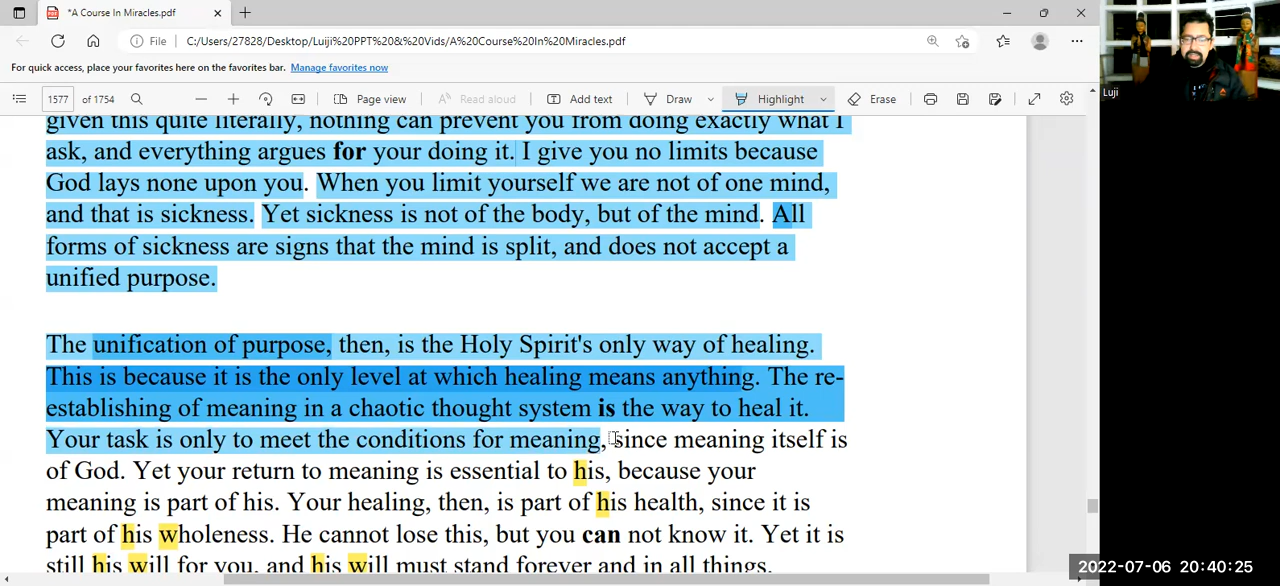 *A Course In Miracles.pdf
File C:/Users/27828/Desktop/Luiji%20PPT%20&%20Vids/A%20Course%20In%20Miracles.pdf
For quick access, place your favorites here on the favorites bar. Manage favorites now
1577 of 1754 Page view Read aloud Add text Draw Highlight Erase
Luji
given this quite literally, nothing can prevent you from doing exactly what I
ask, and everything argues for your doing it. I give you no limits because
God lays none upon you. When you limit yourself we are not of one mind,
and that is sickness. Yet sickness is not of the body, but of the mind. All
forms of sickness are signs that the mind is split, and does not accept a
unified purpose.
The unification of purpose, then, is the Holy Spirit's only way of healing.
This is because it is the only level at which healing means anything. The re-
establishing of meaning in a chaotic thought system is the way to heal it.
Your task is only to meet the conditions for meaning, since meaning itself is
of God. Yet your return to meaning is essential to his, because your
meaning is part of his. Your healing, then, is part of his health, since it is
part of his wholeness. He cannot lose this, but you can not know it. Yet it is
still his will for you, and his will must stand forever and in all things.
2022-07-06 20:40:25